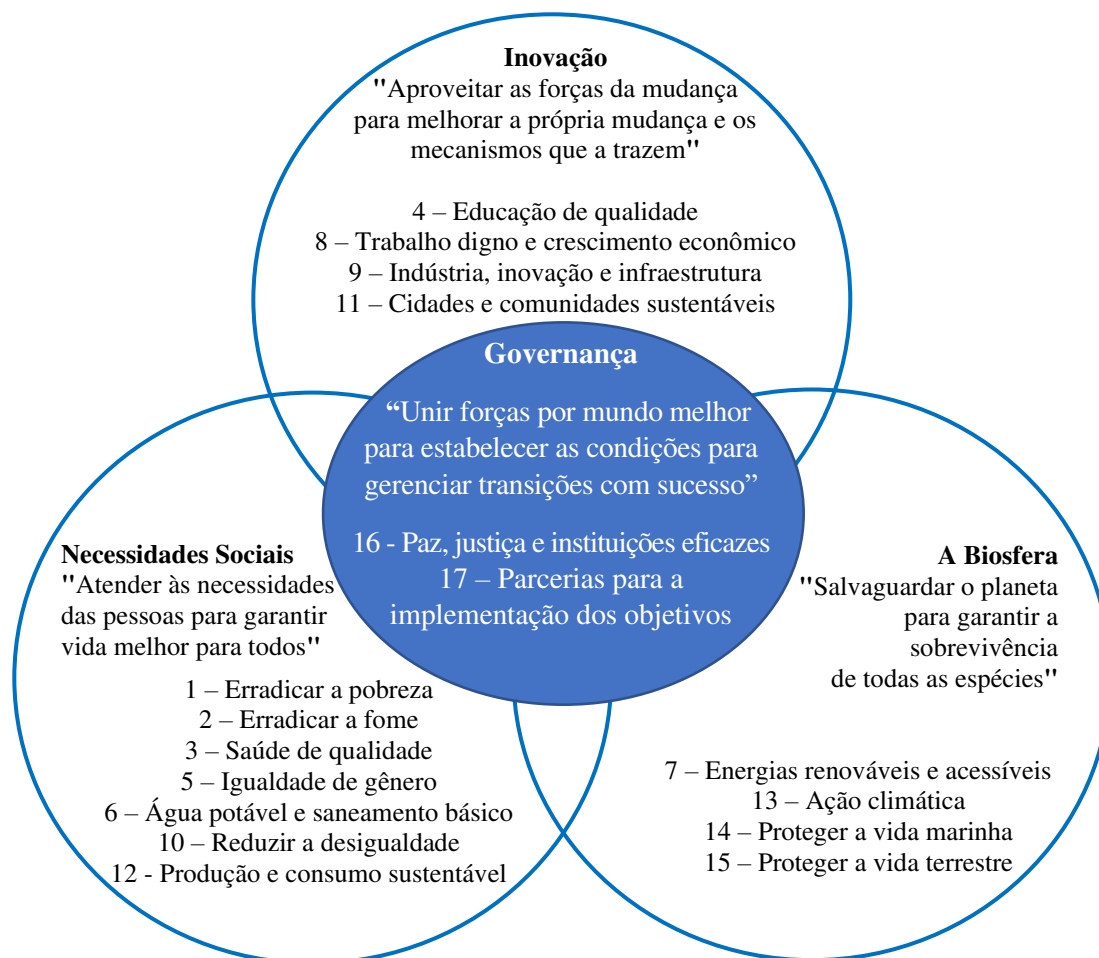 Inovação
"Aproveitar as forças da mudança
para melhorar a própria mudança e os
mecanismos que a trazem"
4 – Educação de qualidade
8 – Trabalho digno e crescimento econômico
9 – Indústria, inovação e infraestrutura
11 – Cidades e comunidades sustentáveis
Governança
“Unir forças por mundo melhor
para estabelecer as condições para
gerenciar transições com sucesso”
16 - Paz, justiça e instituições eficazes
17 – Parcerias para a
implementação dos objetivos
Necessidades Sociais
"Atender às necessidades
das pessoas para garantir
vida melhor para todos"
1 – Erradicar a pobreza
2 – Erradicar a fome
3 – Saúde de qualidade
5 – Igualdade de gênero
6 – Água potável e saneamento básico
10 – Reduzir a desigualdade
12 - Produção e consumo sustentável
A Biosfera
"Salvaguardar o planeta
para garantir a
sobrevivência
de todas as espécies"
7 – Energias renováveis e acessíveis
13 – Ação climática
14 – Proteger a vida marinha
15 – Proteger a vida terrestre